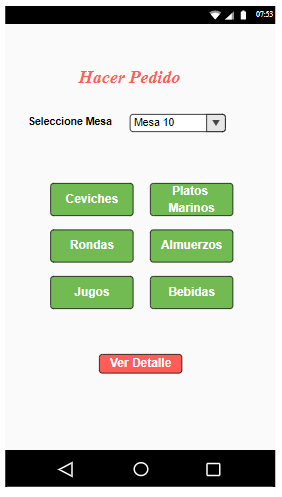 07:53
Hacer Pedido
Seleccione Mesa Mesa 10
Ceviches
Platos
Marinos
Rondas
Almuerzos
Jugos
Bebidas
Ver Detalle